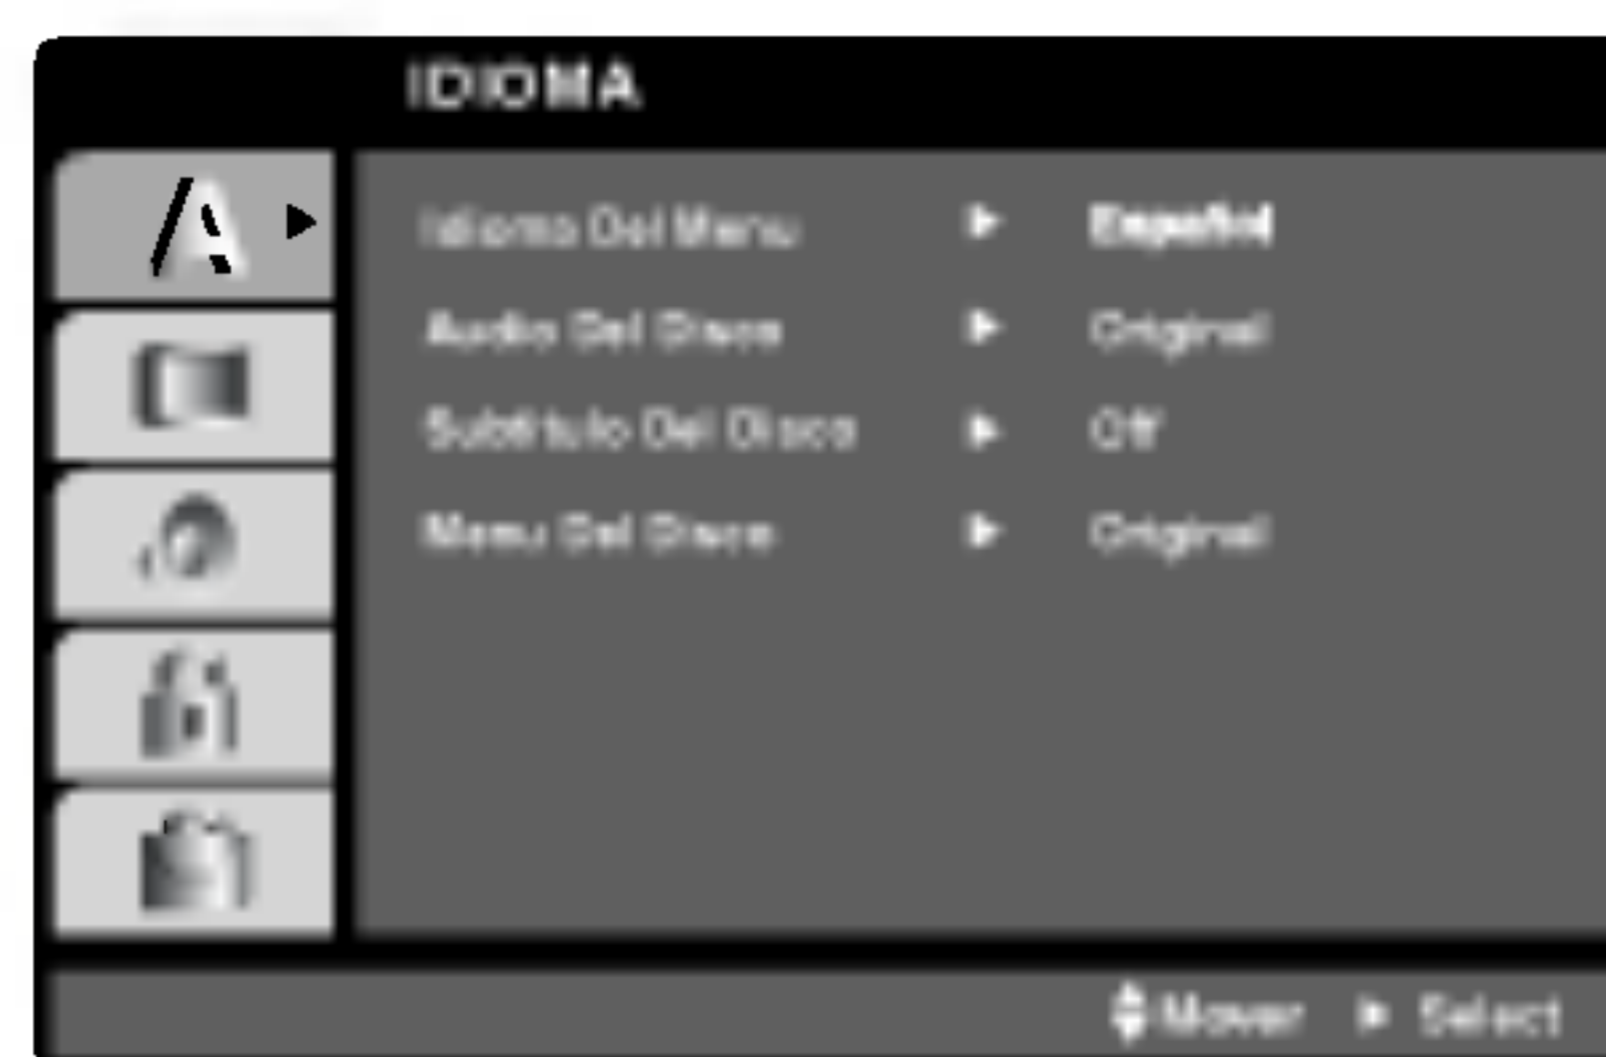 IDIOMA
Idioma Del Menu Español
Audio Del Disco Original
Subtitulo Del Disco Off
Menu Del Disco Original
Mover Select